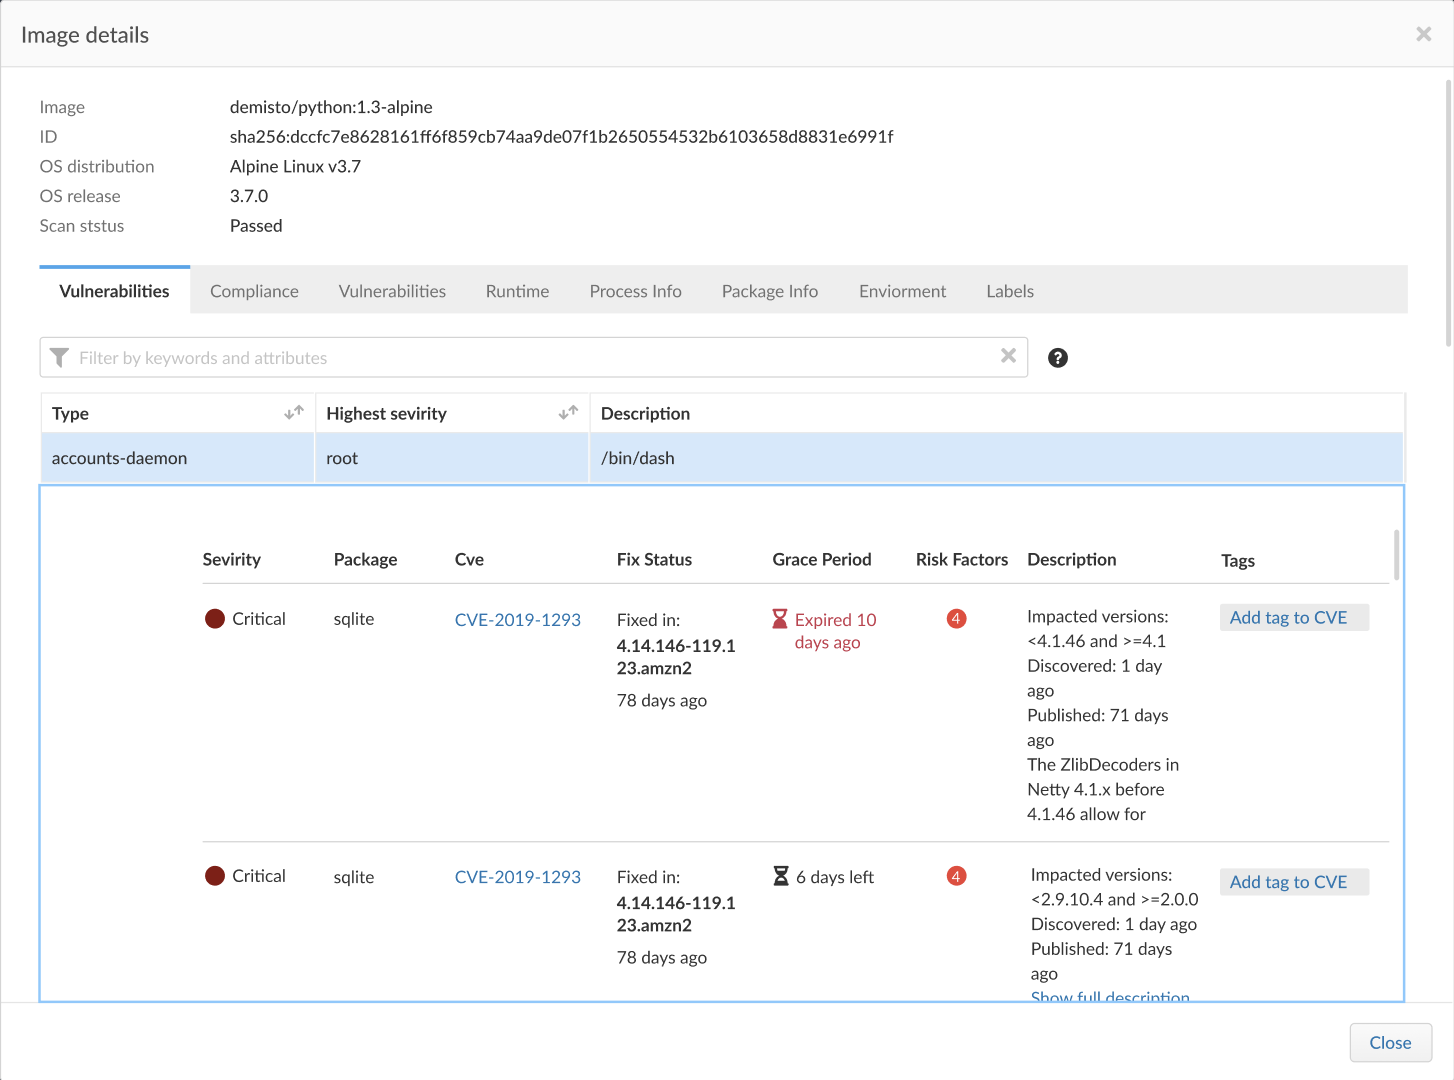 Image details
Image demisto/python:1.3-alpine
ID sha256:dccfc7e8628161ff6f859cb74aa9de07f1b2650554532b6103658d8831e6991f
OS distribution Alpine Linux v3.7
OS release 3.7.0
Scan ststus Passed
Vulnerabilities Compliance Vulnerabilities Runtime Process Info Package Info Enviorment Labels
Filter by keywords and attributes
Type Highest sevirity Description
accounts-daemon root /bin/dash
Sevirity Package Cve Fix Status Grace Period Risk Factors Description Tags
Critical
sqlite
CVE-2019-1293
Fixed in:
4.14.146-119.1
23.amzn2
78 days ago
Expired 10
days ago
4
Impacted versions:
<4.1.46 and >=4.1
Discovered: 1 day
ago
Published: 71 days
ago
The ZlibDecoders in
Netty 4.1.x before
4.1.46 allow for
Add tag to CVE
Critical
sqlite
CVE-2019-1293
Fixed in:
4.14.146-119.1
23.amzn2
78 days ago
6 days left
4
Impacted versions:
<2.9.10.4 and >=2.0.0
Discovered: 1 day ago
Published: 71 days
ago
Show full description
Add tag to CVE
Close